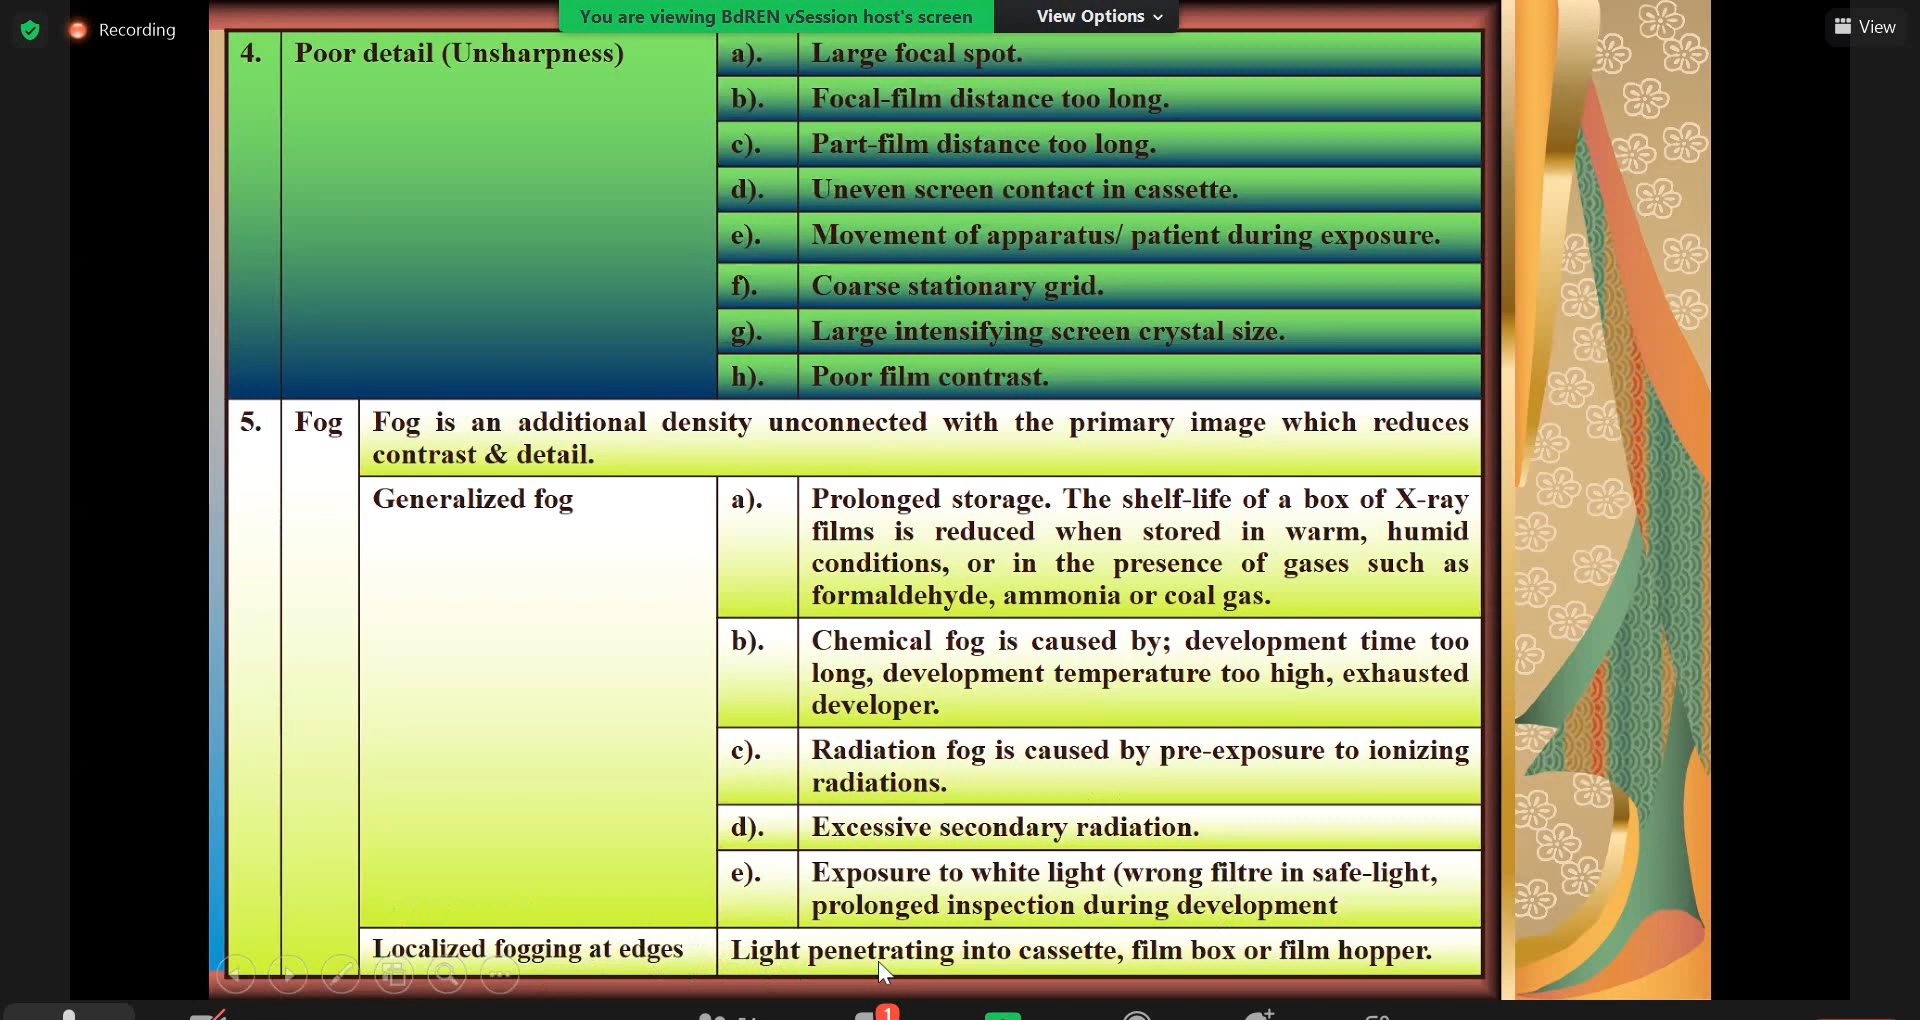 Recording
You are viewing BdREN vSession host's screen
View Options
View
4. Poor detail (Unsharpness)
a). Large focal spot.
b). Focal-film distance too long.
c). Part-film distance too long.
d). Uneven screen contact in cassette.
e). Movement of apparatus/ patient during exposure.
f). Coarse stationary grid.
g). Large intensifying screen crystal size.
h). Poor film contrast.
5. Fog
Fog is an additional density unconnected with the primary image which reduces
contrast & detail.
Generalized fog
a). Prolonged storage. The shelf-life of a box of X-ray
films is reduced when stored in warm, humid
conditions, or in the presence of gases such as
formaldehyde, ammonia or coal gas.
b). Chemical fog is caused by; development time too
long, development temperature too high, exhausted
developer.
c). Radiation fog is caused by pre-exposure to ionizing
radiations.
d). Excessive secondary radiation.
e). Exposure to white light (wrong filtre in safe-light,
prolonged inspection during development
Localized fogging at edges
Light penetrating into cassette, film box or film hopper.
1